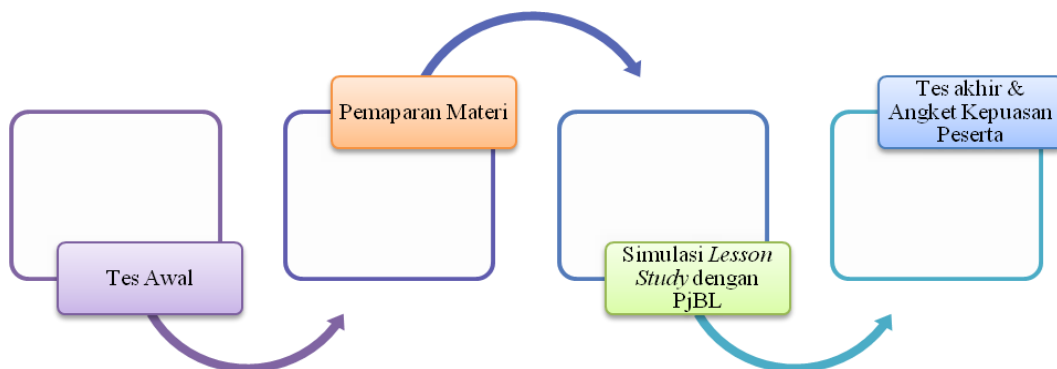 Tes Awal
Pemaparan Materi
Simulasi Lesson
Study dengan
PjBL
Tes akhir &
Angket Kepuasan
Peserta